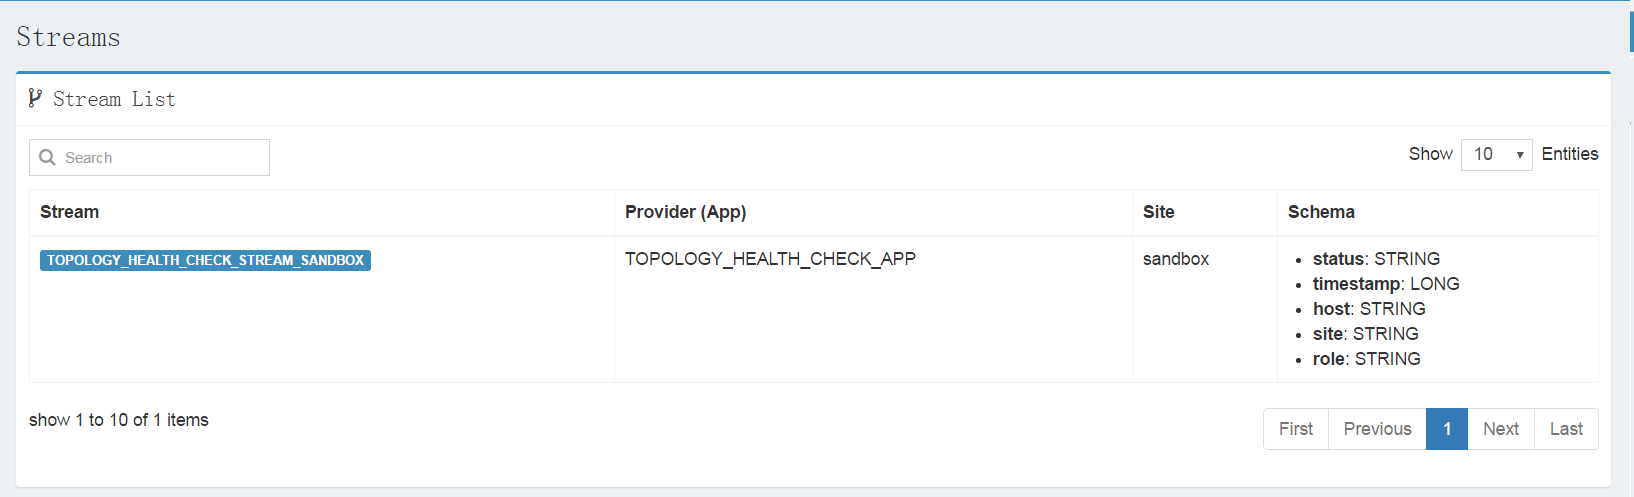 Streams
Stream List
Search
Show 10 Entities
Stream Provider (App) Site Schema
TOPOLOGY_HEALTH_CHECK_STREAM_SANDBOX TOPOLOGY_HEALTH_CHECK_APP sandbox status: STRING
timestamp: LONG
host: STRING
site: STRING
role: STRING
show 1 to 10 of 1 items
First Previous 1 Next Last